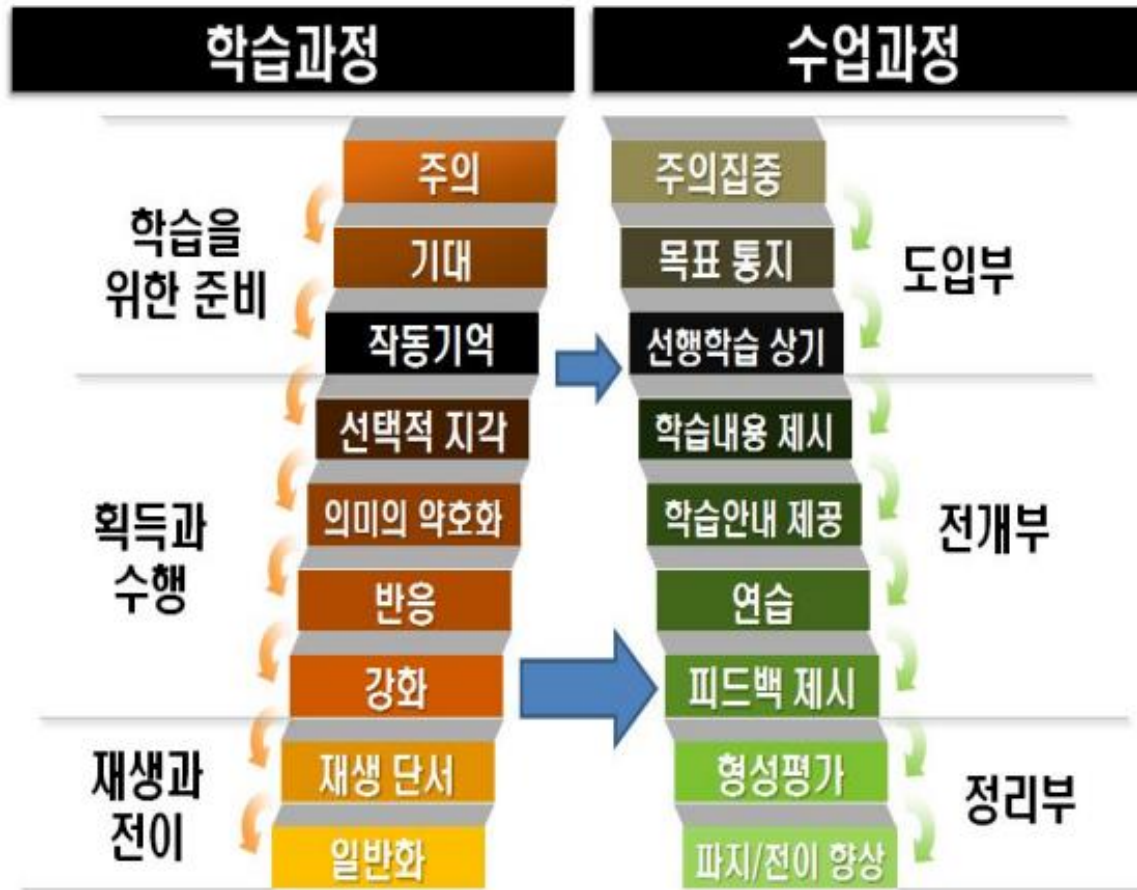 학습과정
수업과정
학습을
위한 준비
주의
기대
작동기억
주의집중
목표 통지
선행학습 상기
도입부
획득과
수행
선택적 지각
의미의 약호화
반응
강화
학습내용 제시
학습안내 제공
연습
피드백 제시
전개부
재생과
전이
재생 단서
일반화
형성평가
파지/전이 향상
정리부